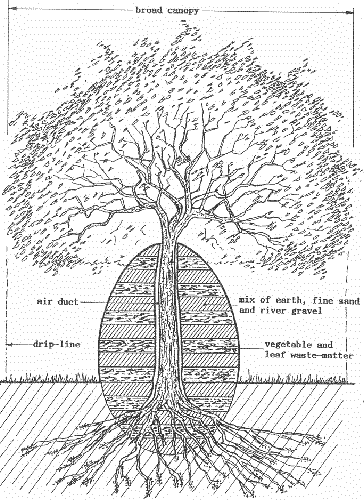 broad canopy
air duct
mix of earth, fine sand
and river gravel
drip-line
vegetable and
leaf waste-matter